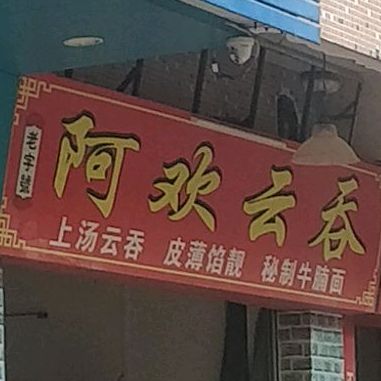 老字號
阿欢云吞
上汤云吞 皮薄馅靓 秘制牛腩面